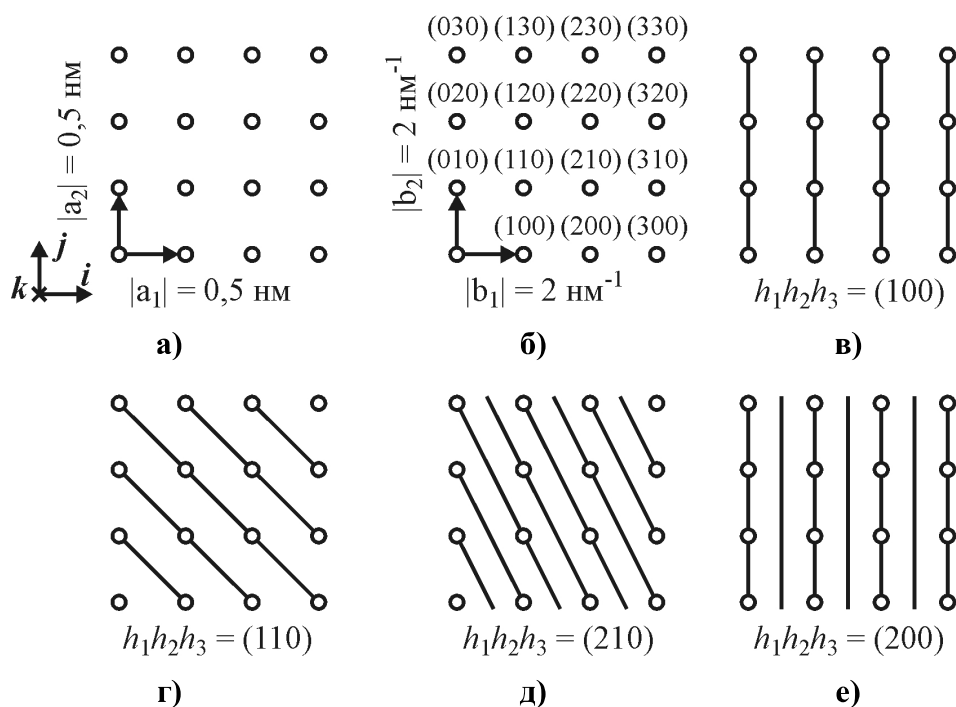 |a₂| = 0,5 нм
j
k
i
|a₁| = 0,5 нм
а)
(030) (130) (230) (330)
(020) (120) (220) (320)
(010) (110) (210) (310)
(100) (200) (300)
|b₂| = 2 нм⁻¹
|b₁| = 2 нм⁻¹
б)
h₁h₂h₃ = (100)
в)
h₁h₂h₃ = (110)
г)
h₁h₂h₃ = (210)
д)
h₁h₂h₃ = (200)
е)